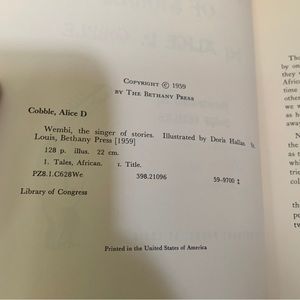 COPYRIGHT © 1959
BY THE BETHANY PRESS
Cobble, Alice D
Wembi, the singer of stories. Illustrated by Doris Hallas. St.
Louis, Bethany Press [1959]
128 p. illus. 22 cm.
1. Tales, African. 1. Title.
PZ8.1.C628We 398.21096 59-9700 ‡
Library of Congress
Printed in the United States of America